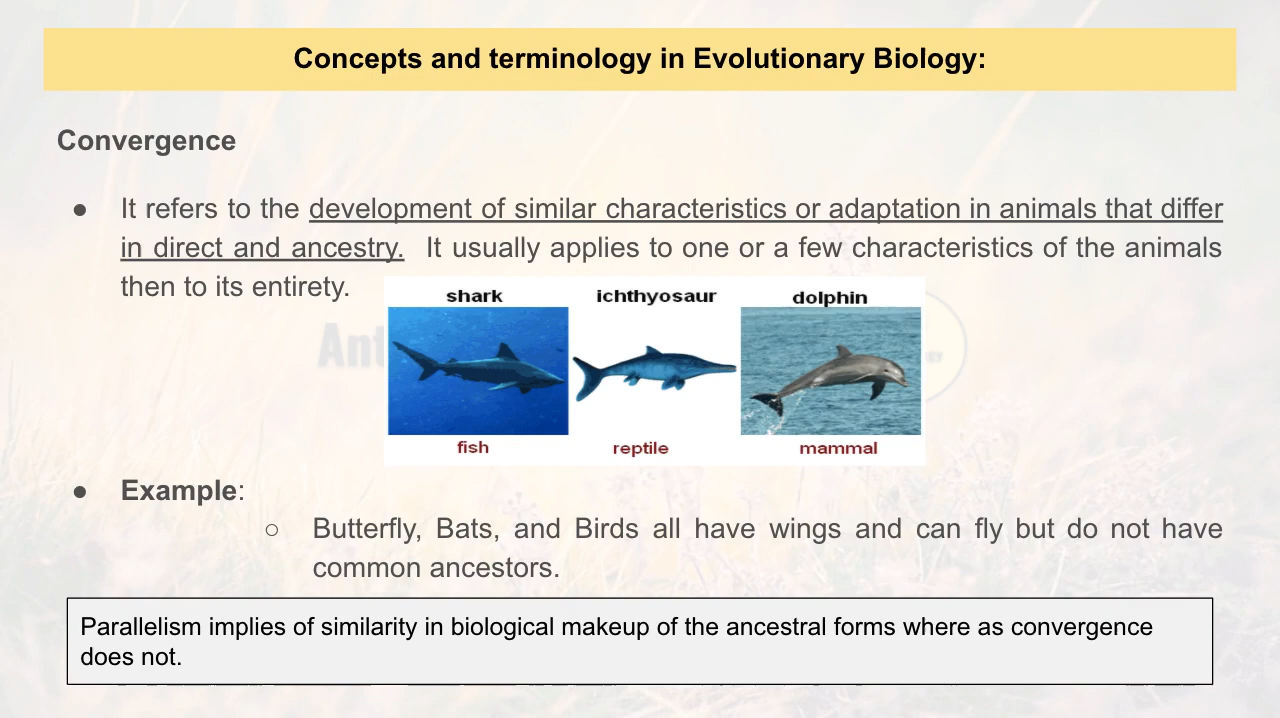 Concepts and terminology in Evolutionary Biology:
Convergence
● It refers to the development of similar characteristics or adaptation in animals that differ
in direct and ancestry. It usually applies to one or a few characteristics of the animals
then to its entirety.
shark ichthyosaur dolphin
Ant
fish reptile mammal
● Example:
○ Butterfly, Bats, and Birds all have wings and can fly but do not have
common ancestors.
Parallelism implies of similarity in biological makeup of the ancestral forms where as convergence
does not.